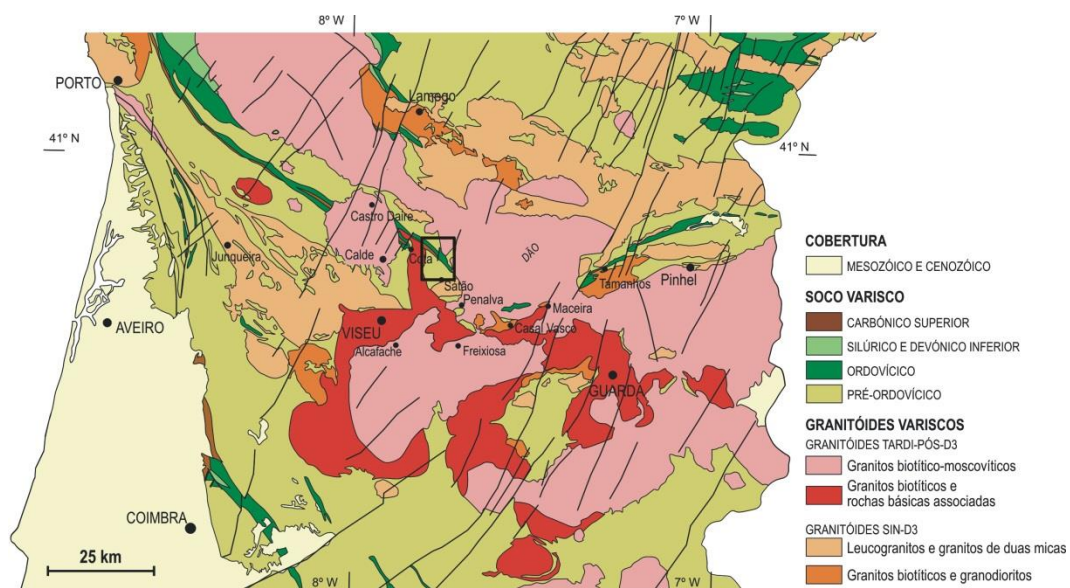 8º W
7º W
PORTO
Lamego
41º N
41º N
Castro Daire
Junqueira
Calde
Cota
DÃO
Sátão
Tamanhos
Pinhel
Penalva
Maceira
AVEIRO
VISEU
Casal Vasco
Alcafache
Freixiosa
GUARDA
COIMBRA
25 km
8º W
7º W
COBERTURA
MESOZÓICO E CENOZÓICO
SOCO VARISCO
CARBÓNICO SUPERIOR
SILÚRICO E DEVÓNICO INFERIOR
ORDOVÍCICO
PRÉ-ORDOVÍCICO
GRANITÓIDES VARISCOS
GRANITÓIDES TARDI-PÓS-D3
Granitos biotítico-moscovíticos
Granitos biotíticos e
rochas básicas associadas
GRANITÓIDES SIN-D3
Leucogranitos e granitos de duas micas
Granitos biotíticos e granodioritos